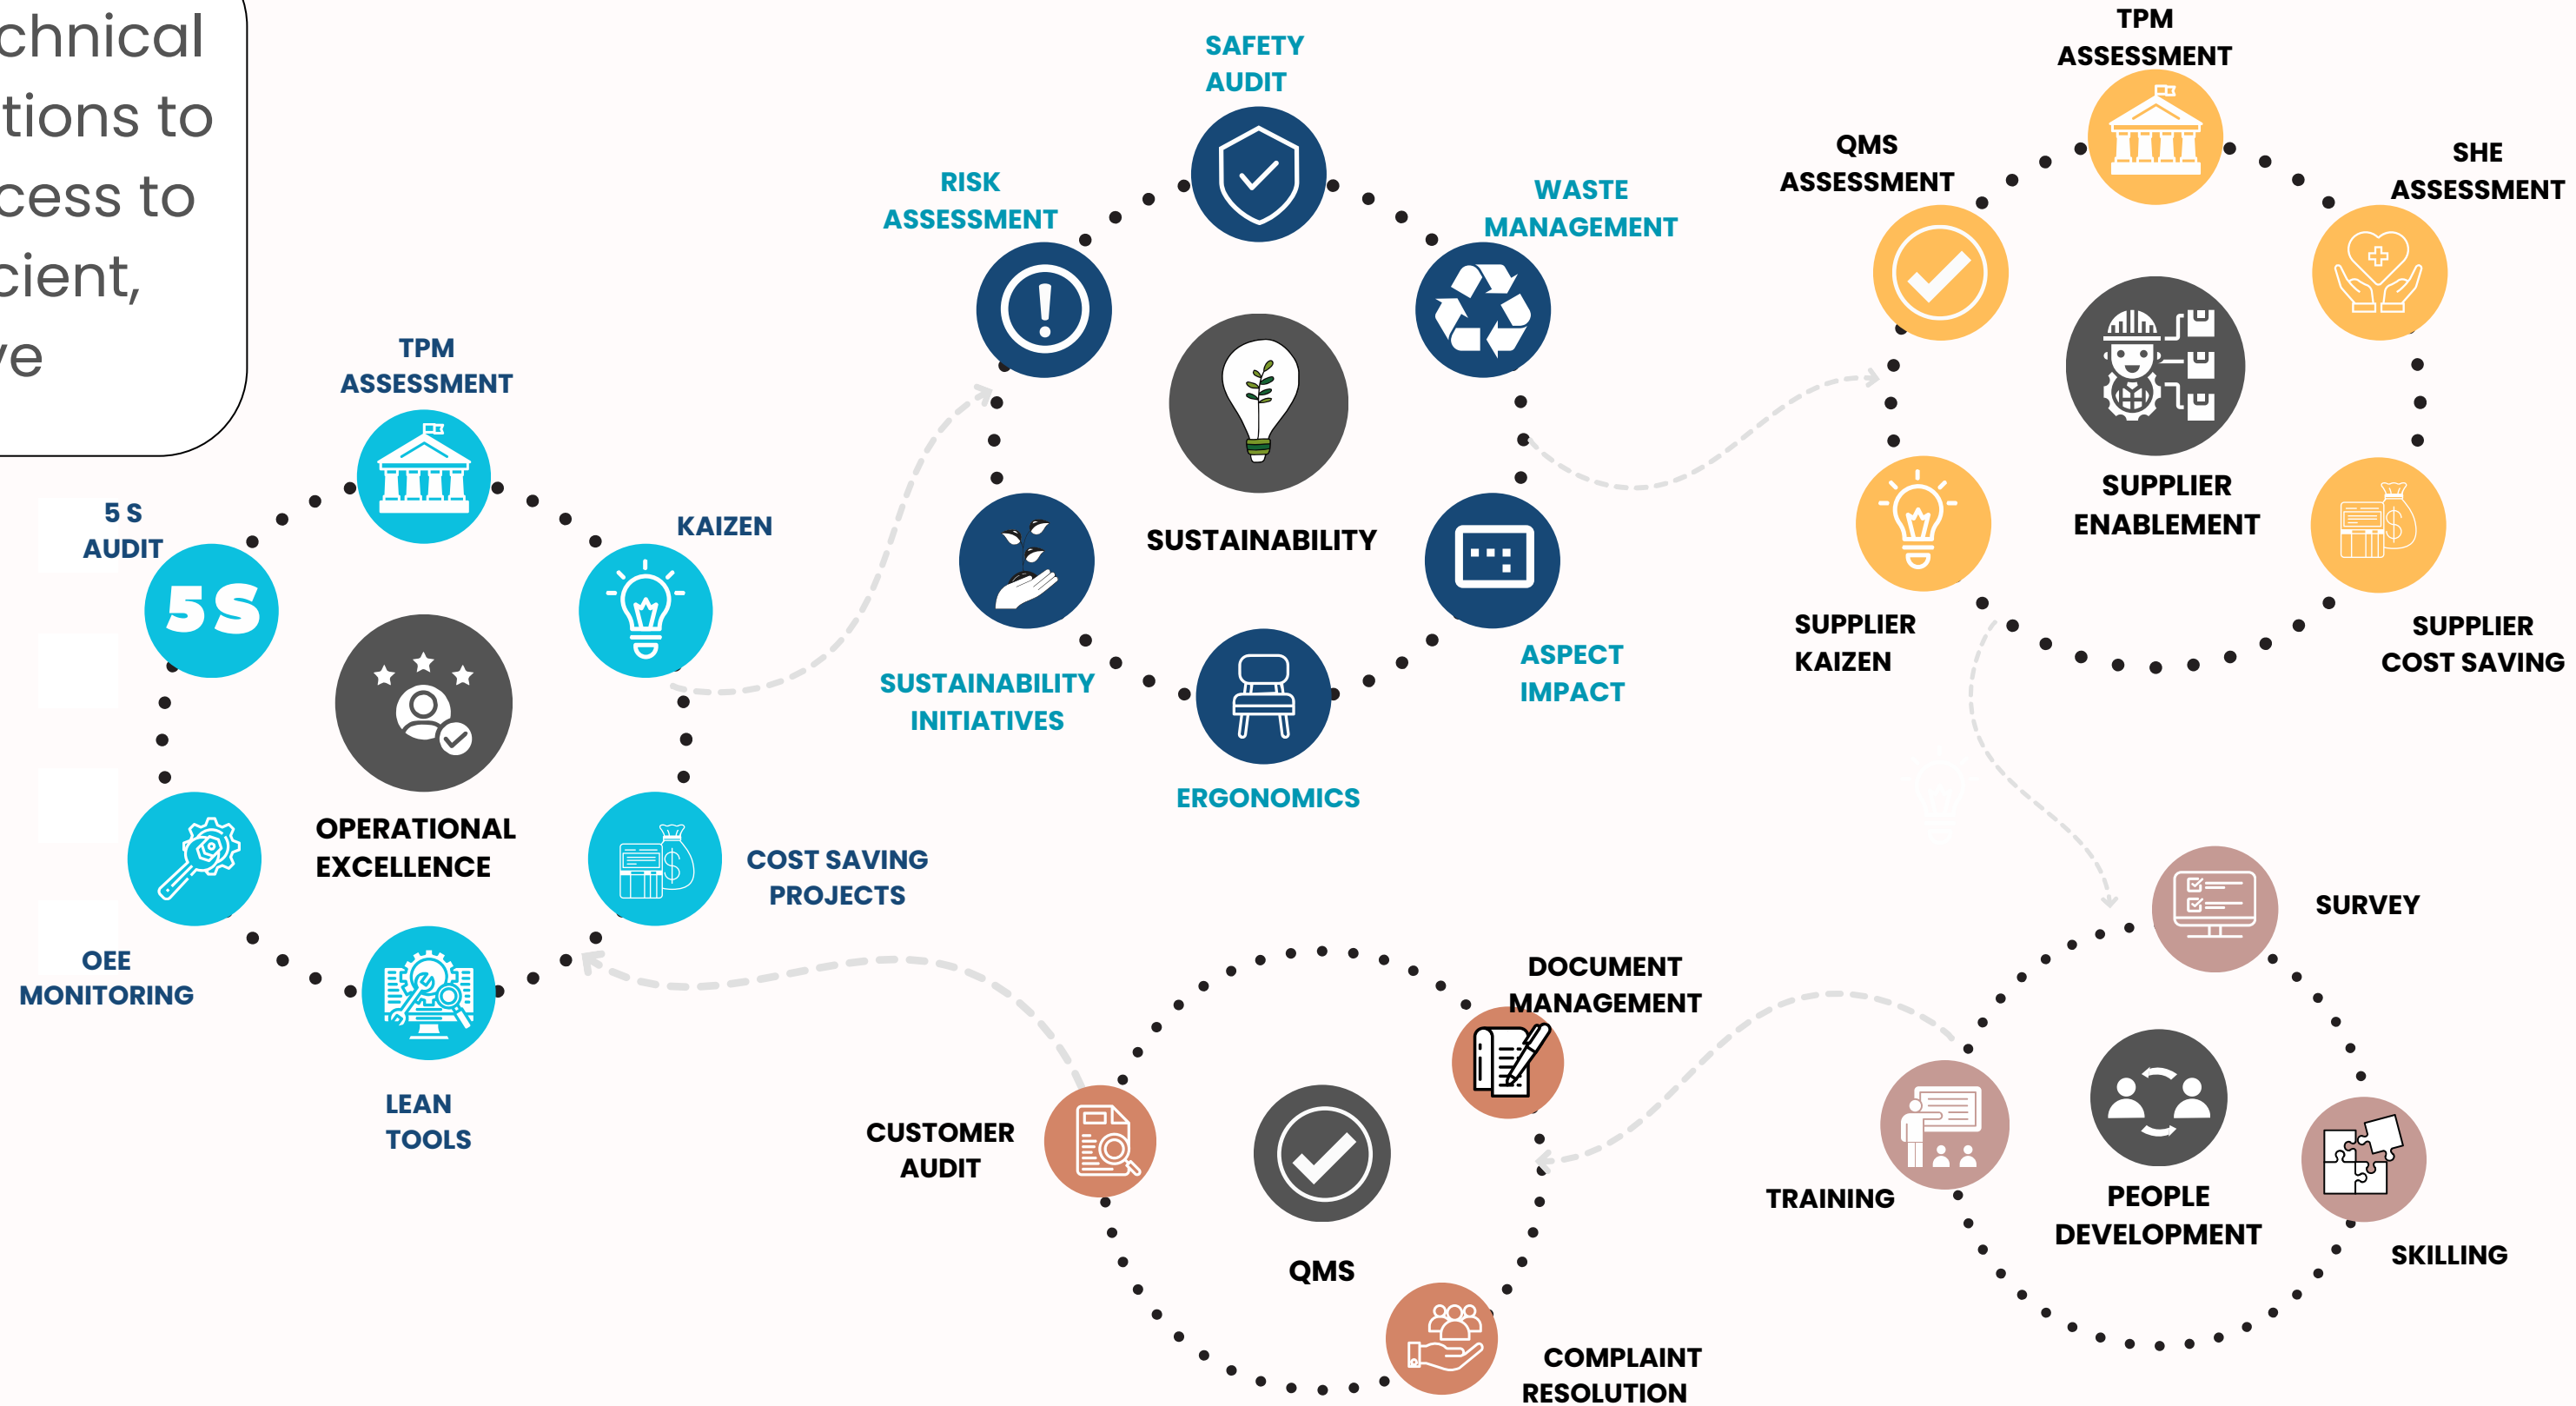 chnical
tions to
cess to
cient,
ve
TPM
ASSESSMENT
5 S
AUDIT
5S
KAIZEN
OPERATIONAL
EXCELLENCE
COST SAVING
PROJECTS
OEE
MONITORING
LEAN
TOOLS
SAFETY
AUDIT
RISK
ASSESSMENT
WASTE
MANAGEMENT
SUSTAINABILITY
SUSTAINABILITY
INITIATIVES
ASPECT
IMPACT
ERGONOMICS
TPM
ASSESSMENT
QMS
ASSESSMENT
SHE
ASSESSMENT
SUPPLIER
ENABLEMENT
SUPPLIER
KAIZEN
SUPPLIER
COST SAVING
SURVEY
TRAINING
PEOPLE
DEVELOPMENT
SKILLING
DOCUMENT
MANAGEMENT
CUSTOMER
AUDIT
QMS
COMPLAINT
RESOLUTION